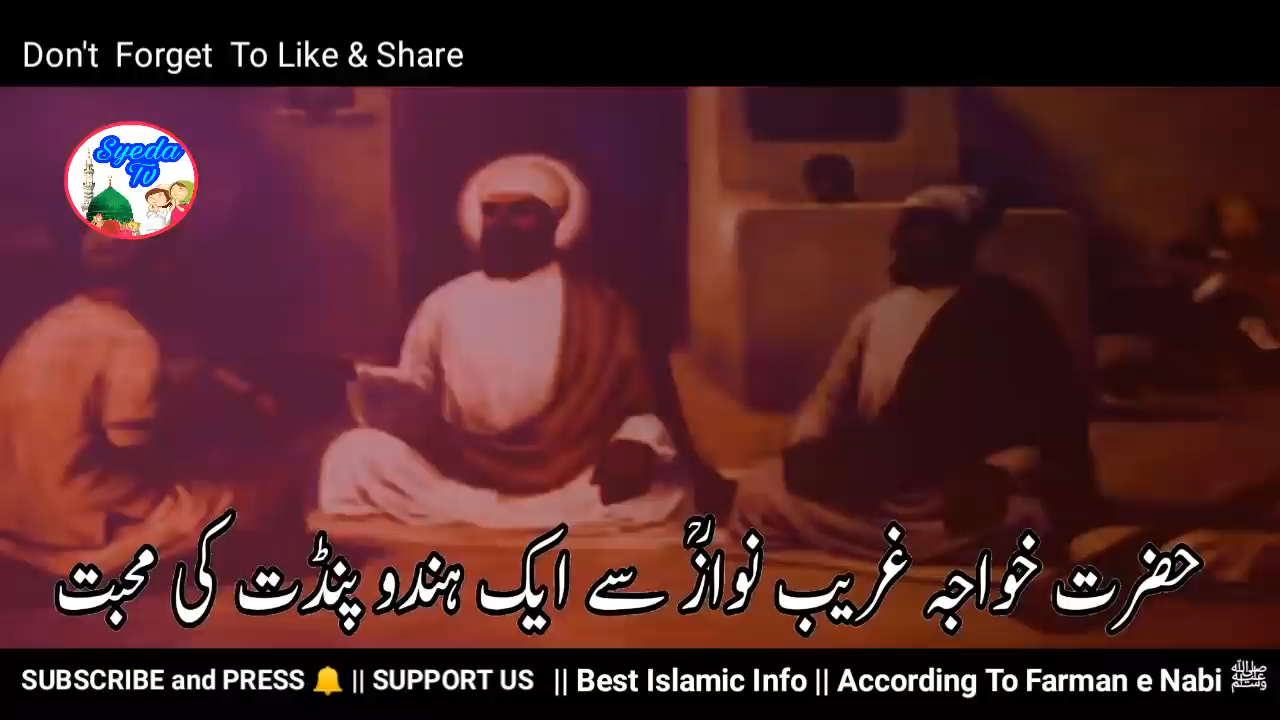 Don't Forget To Like & Share
Syeda
Tv
حضرت خواجہ غریب نوازؒ سے ایک ہندو پنڈت کی محبت
SUBSCRIBE and PRESS 🔔 || SUPPORT US || Best Islamic Info || According To Farman e Nabi ﷺ